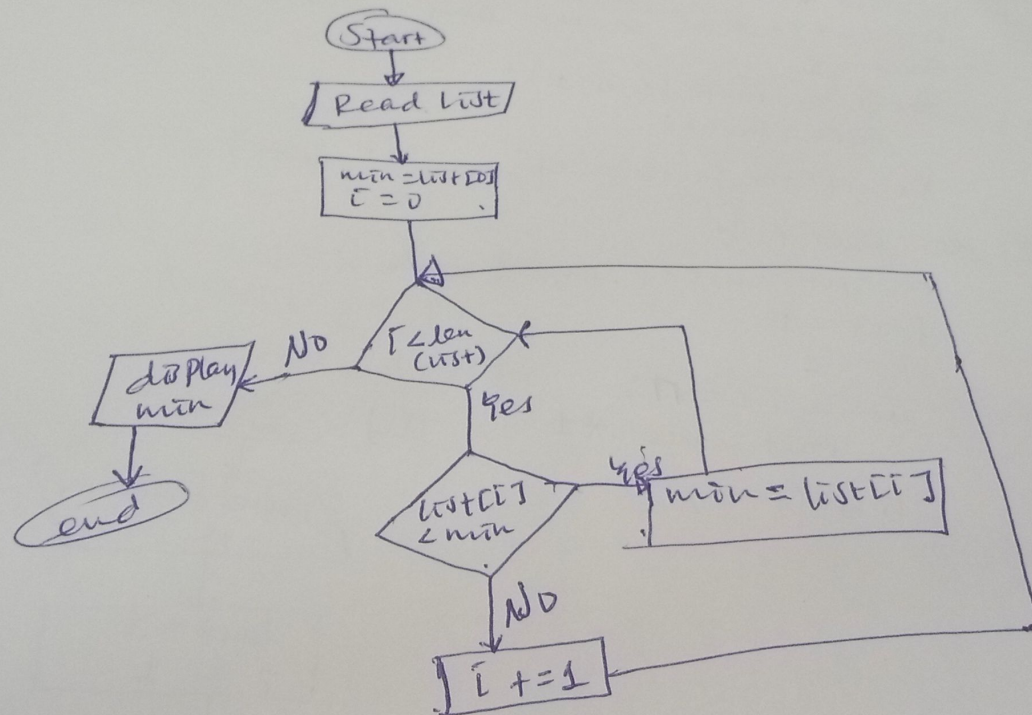 Start
Read list
min = list[0]
i = 0
i < len
(list)
No
display
min
end
Yes
list[i]
< min
Yes
min = list[i]
No
i += 1